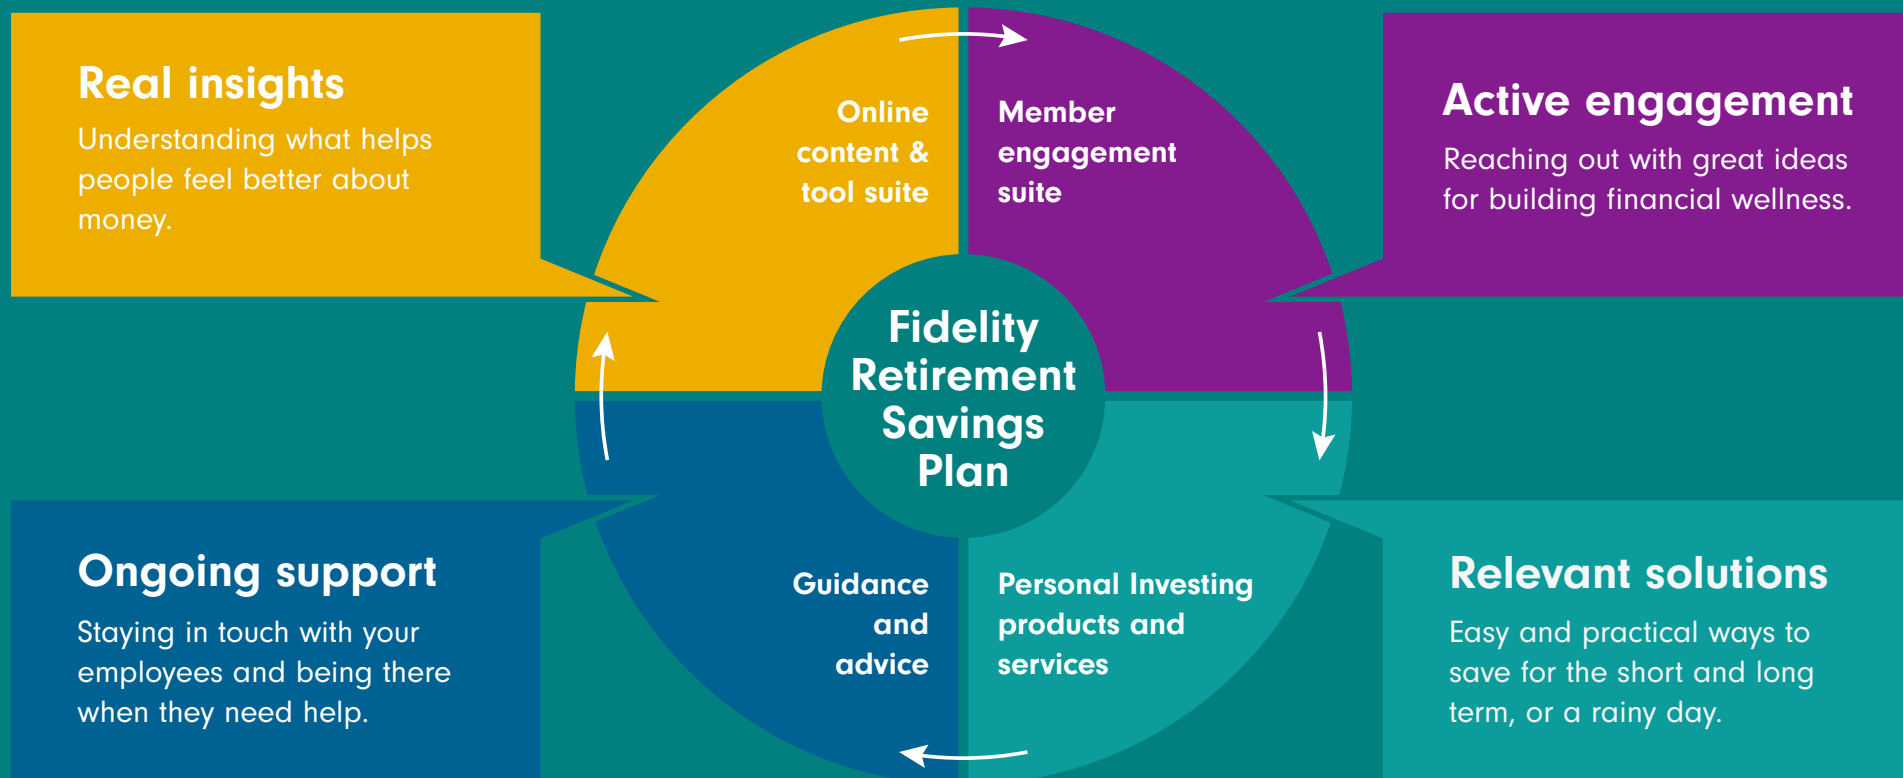 Real insights
Understanding what helps
people feel better about
money.
Online
content &
tool suite
Member
engagement
suite
Active engagement
Reaching out with great ideas
for building financial wellness.
Fidelity
Retirement
Savings
Plan
Ongoing support
Staying in touch with your
employees and being there
when they need help.
Guidance
and
advice
Personal Investing
products and
services
Relevant solutions
Easy and practical ways to
save for the short and long
term, or a rainy day.